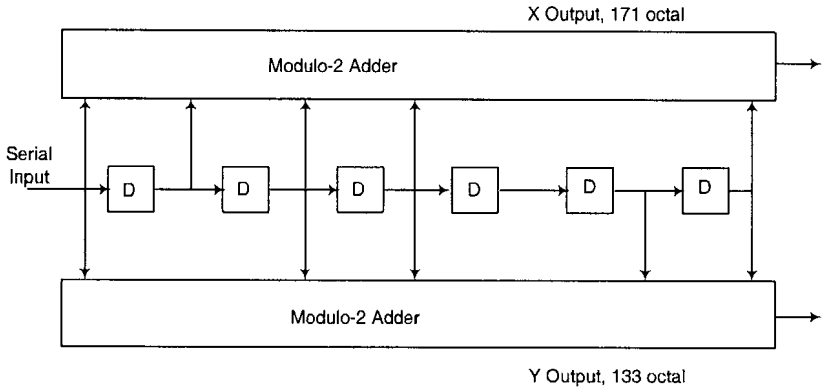 X Output, 171 octal
Modulo-2 Adder
Serial
Input
D
D
D
D
D
D
Modulo-2 Adder
Y Output, 133 octal